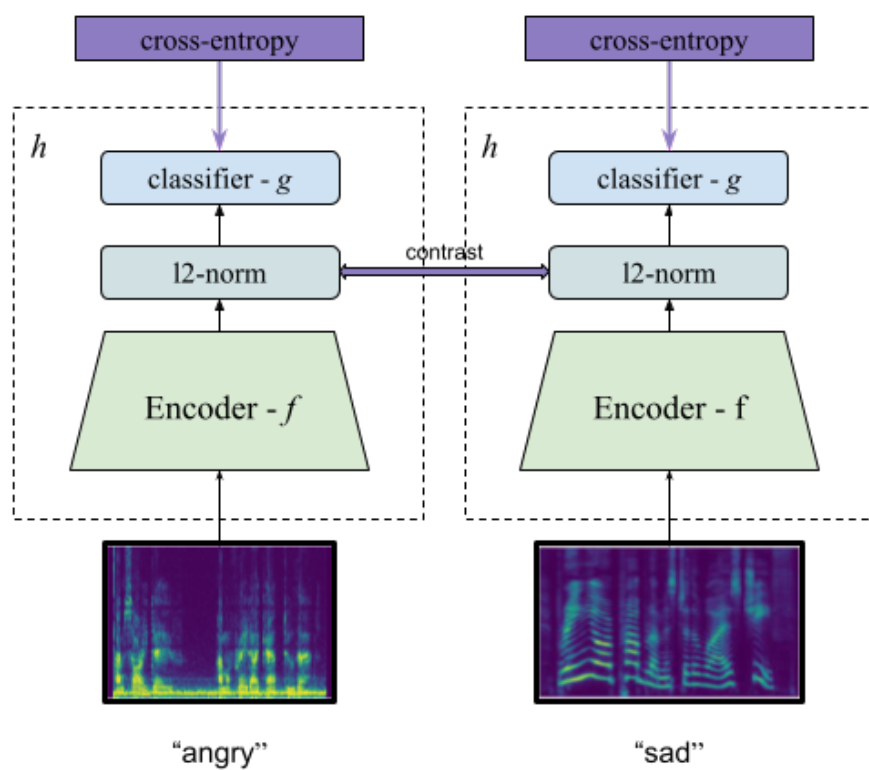 cross-entropy
cross-entropy
h
h
classifier - g
classifier - g
contrast
l2-norm
l2-norm
Encoder - f
Encoder - f
“angry”
“sad”